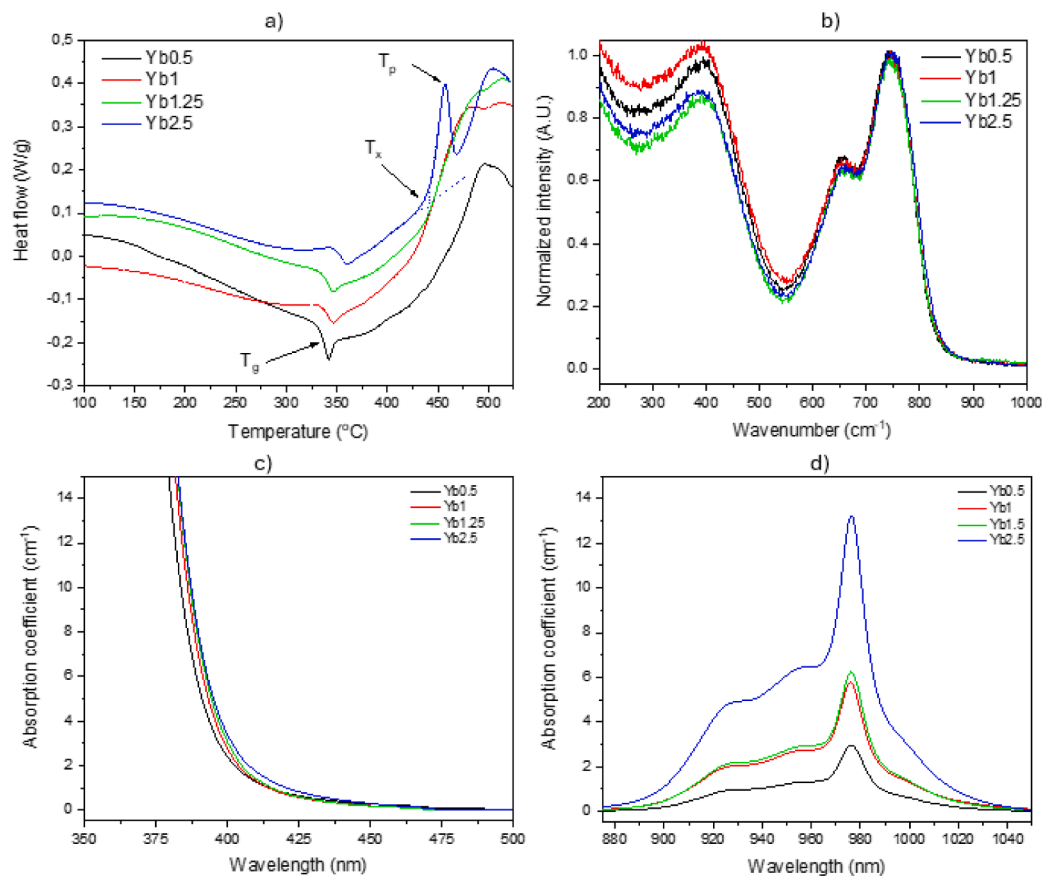 a)
0,5
0,4
0,3
0,2
0,1
0,0
-0,1
-0,2
-0,3
Heat flow (W/g)
100 150 200 250 300 350 400 450 500
Temperature (°C)
Yb0.5
Yb1
Yb1.25
Yb2.5
Tp
Tx
Tg
b)
1.0
0.8
0.6
0.4
0.2
0.0
Normalized intensity (A.U.)
200 300 400 500 600 700 800 900 1000
Wavenumber (cm-1)
Yb0.5
Yb1
Yb1.25
Yb2.5
c)
14
12
10
8
6
4
2
0
Absorption coefficient (cm-1)
350 375 400 425 450 475 500
Wavelength (nm)
Yb0.5
Yb1
Yb1.25
Yb2.5
d)
14
12
10
8
6
4
2
0
Absorption coefficient (cm-1)
880 900 920 940 960 980 1000 1020 1040
Wavelength (nm)
Yb0.5
Yb1
Yb1.5
Yb2.5